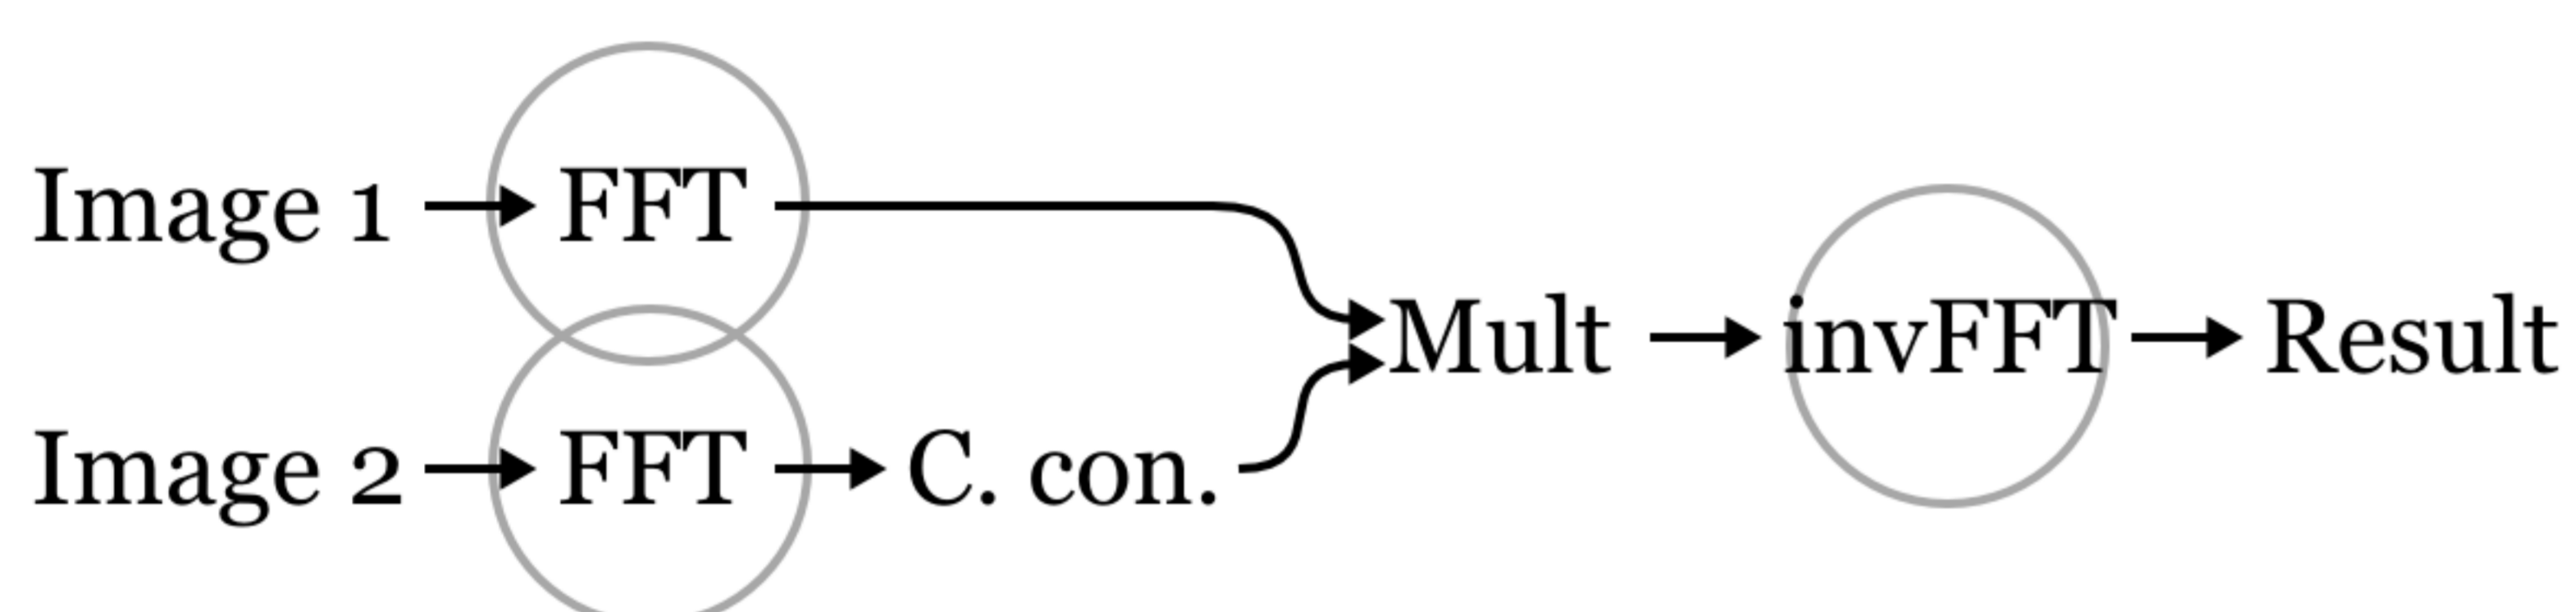 Image 1 FFT
Mult invFFT Result
Image 2 FFT C. con.